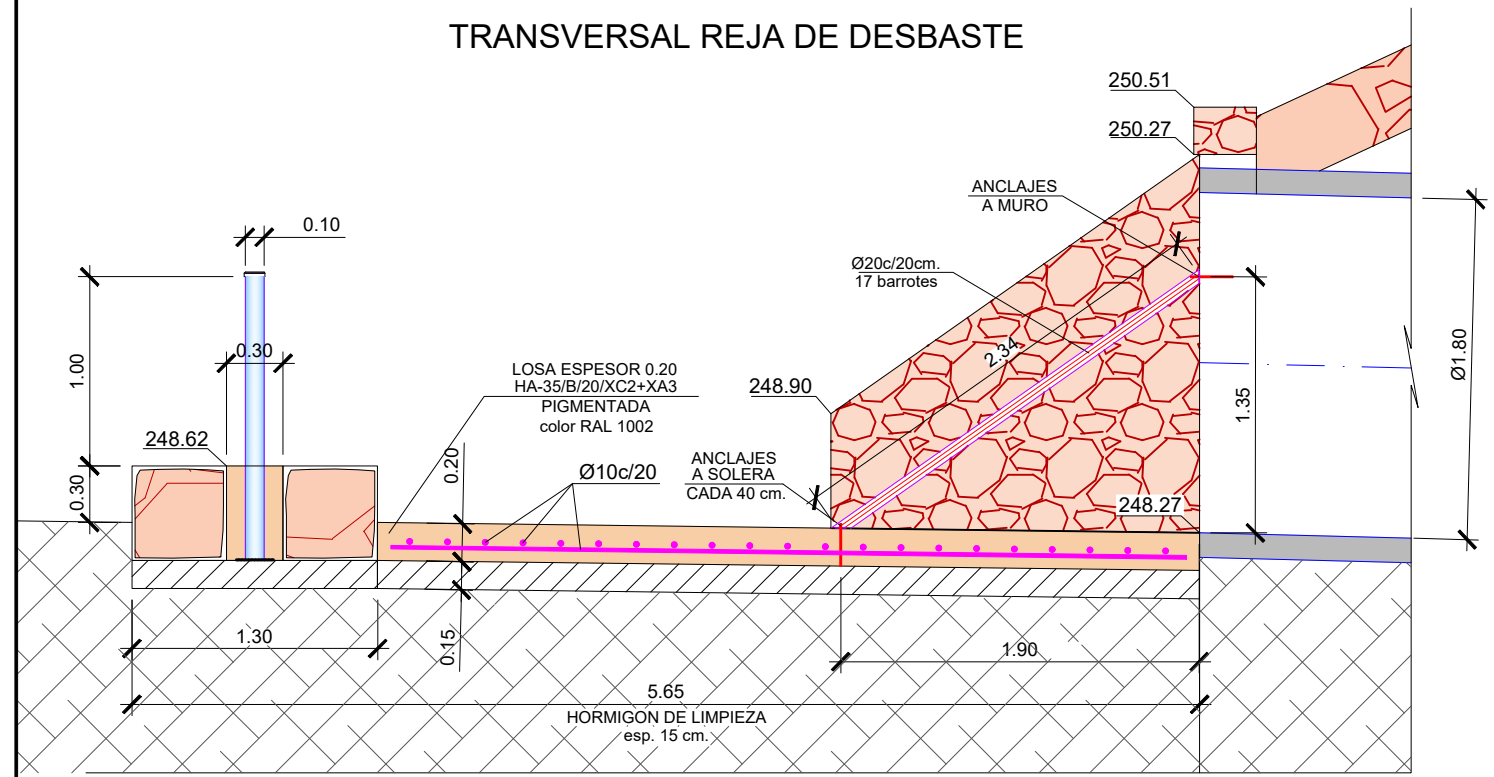 TRANSVERSAL REJA DE DESBASTE
250.51
250.27
ANCLAJES
A MURO
0.10
Ø20c/20cm.
17 barrotes
1.00
0.30
2.34
1.35
Ø1.80
LOSA ESPESOR 0.20
HA-35/B/20/XC2+XA3
PIGMENTADA
color RAL 1002
248.90
248.62
0.30
0.20
Ø10c/20
ANCLAJES
A SOLERA
CADA 40 cm.
248.27
1.30
0.15
1.90
5.65
HORMIGON DE LIMPIEZA
esp. 15 cm.